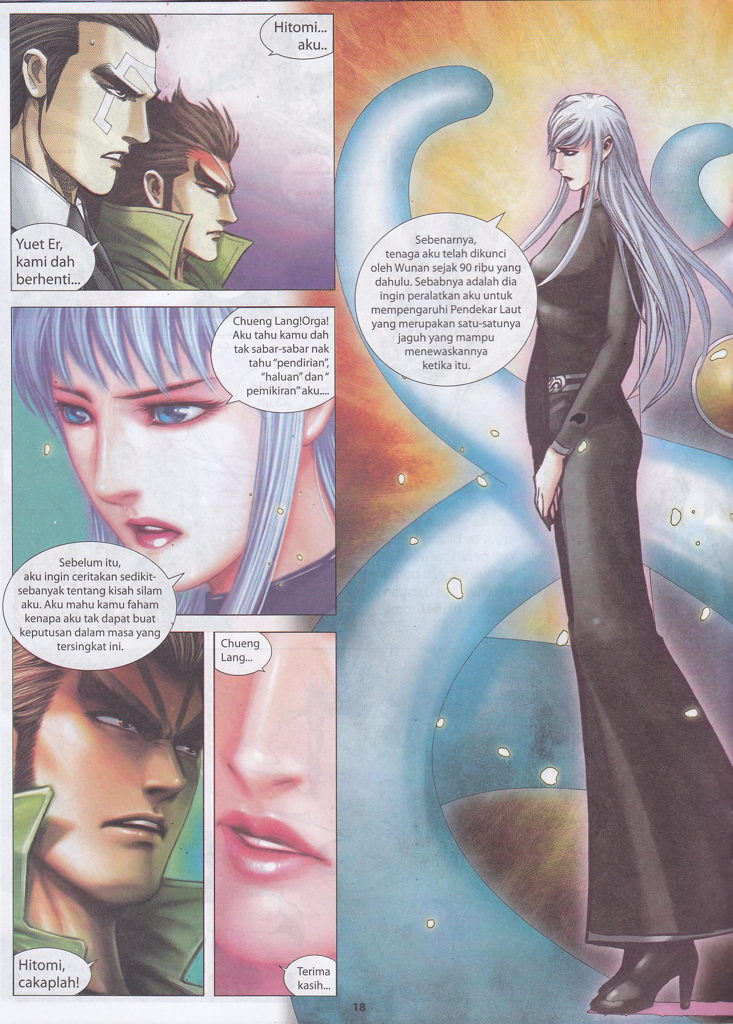 Hitomi...
aku..
Yuet Er,
kami dah
berhenti...
Chueng Lang!Orga!
Aku tahu kamu dah
tak sabar-sabar nak
tahu "pendirian",
"haluan" dan "
pemikiran" aku....
Sebelum itu,
aku ingin ceritakan sedikit-
sebanyak tentang kisah silam
aku. Aku mahu kamu faham
kenapa aku tak dapat buat
keputusan dalam masa yang
tersingkat ini.
Hitomi,
cakaplah!
Chueng
Lang...
Terima
kasih...
Sebenarnya,
tenaga aku telah dikunci
oleh Wunan sejak 90 ribu yang
dahulu. Sebabnya adalah dia
ingin peralatkan aku untuk
mempengaruhi Pendekar Laut
yang merupakan satu-satunya
jaguh yang mampu
menewaskannya
ketika itu.
18